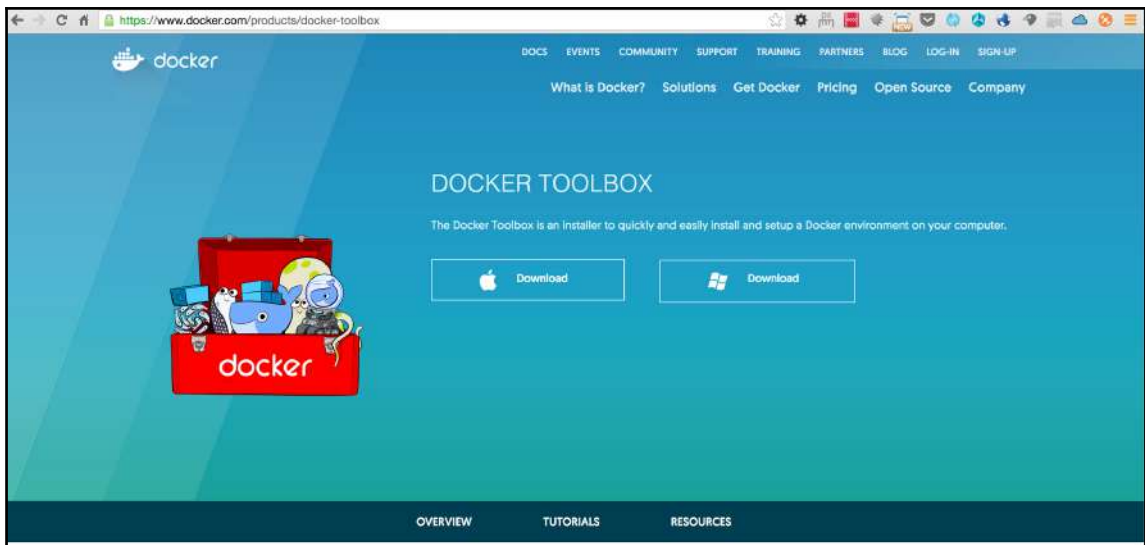 https://www.docker.com/products/docker-toolbox
docker
DOCS EVENTS COMMUNITY SUPPORT TRAINING PARTNERS BLOG LOG-IN SIGN-UP
What is Docker? Solutions Get Docker Pricing Open Source Company
DOCKER TOOLBOX
The Docker Toolbox is an installer to quickly and easily install and setup a Docker environment on your computer.
Download Download
docker
OVERVIEW TUTORIALS RESOURCES